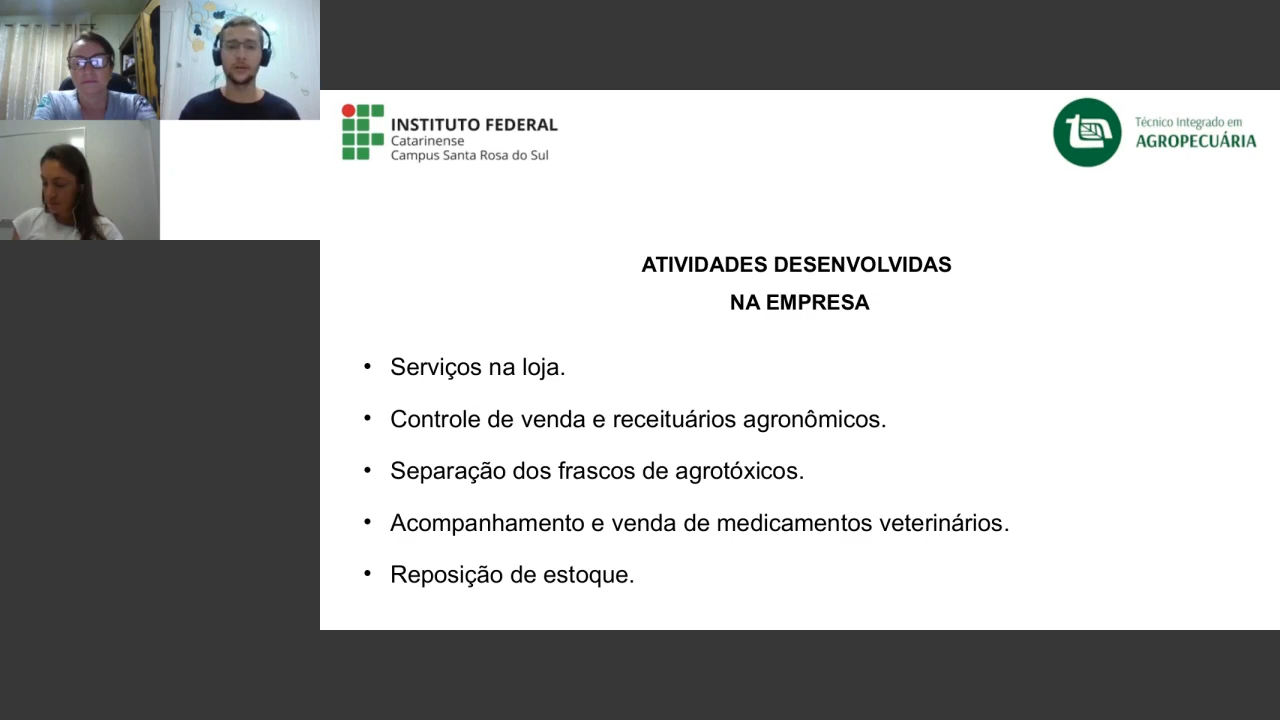 INSTITUTO FEDERAL
Catarinense
Campus Santa Rosa do Sul
Técnico Integrado em
AGROPECUÁRIA
ATIVIDADES DESENVOLVIDAS
NA EMPRESA
• Serviços na loja.
• Controle de venda e receituários agronômicos.
• Separação dos frascos de agrotóxicos.
• Acompanhamento e venda de medicamentos veterinários.
• Reposição de estoque.